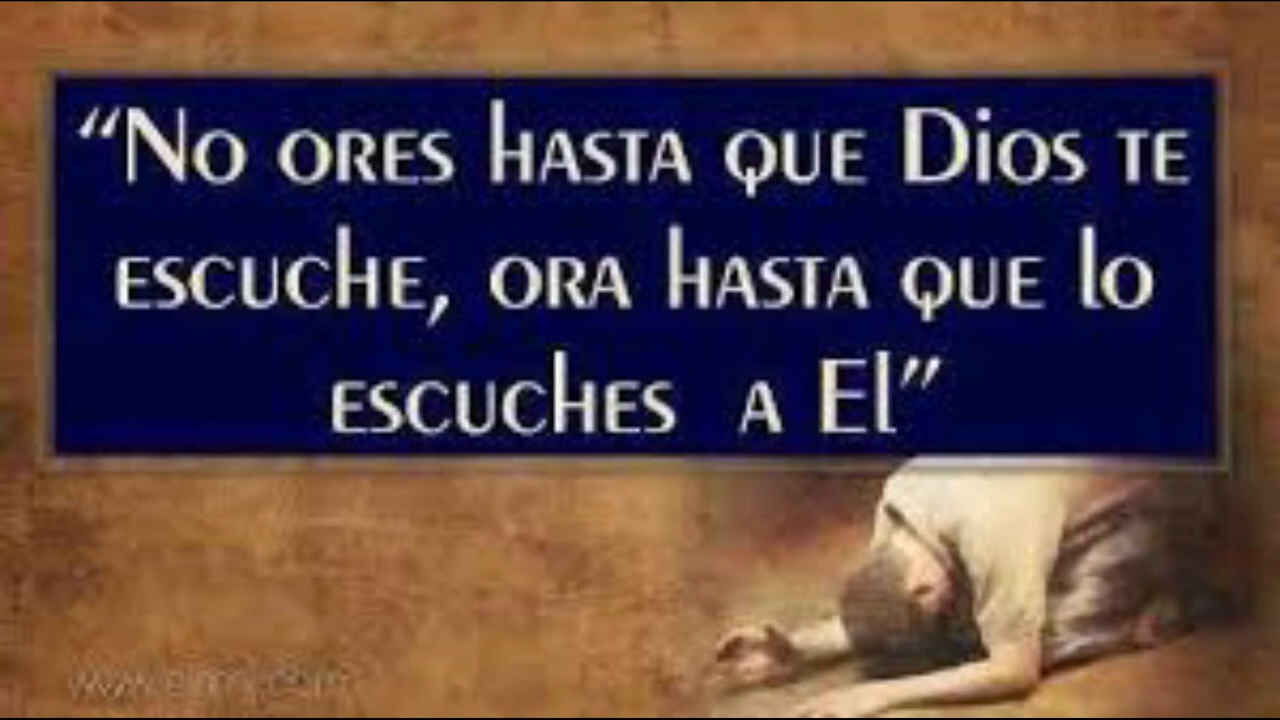 “No ores hasta que Dios te
escuche, ora hasta que lo
escuches a El”